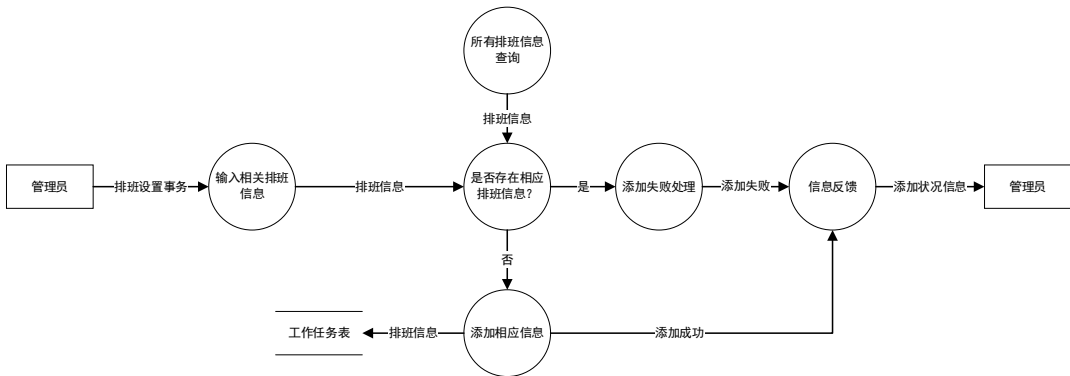 所有排班信息
查询
排班信息
管理员
排班设置事务
输入相关排班
信息
排班信息
是否存在相应
排班信息?
是
添加失败处理
添加失败
信息反馈
添加状况信息
管理员
否
工作任务表
排班信息
添加相应信息
添加成功